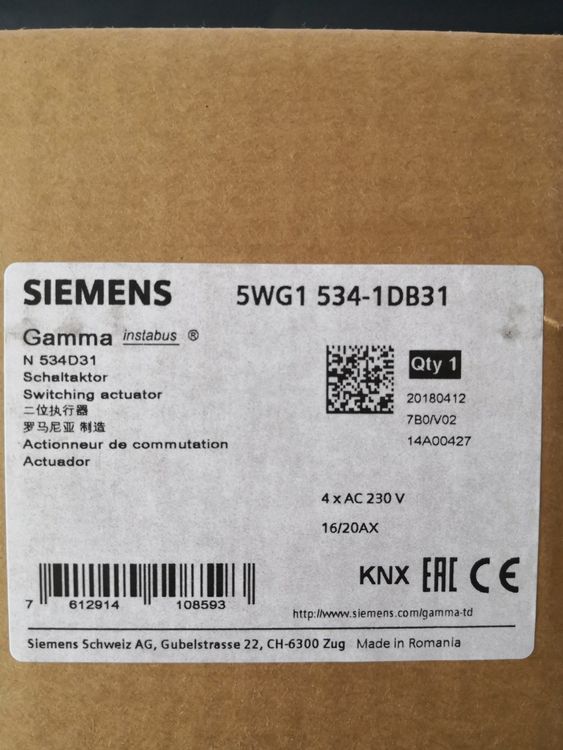 SIEMENS
5WG1 534-1DB31
Gamma instabus ®
N 534D31
Schaltaktor
Switching actuator
二位执行器
罗马尼亚 制造
Actionneur de commutation
Actuador
Qty 1
20180412
7B0/V02
14A00427
4 x AC 230 V
16/20AX
KNX EAC CE
7 612914 108593
http://www.siemens.com/gamma-td
Siemens Schweiz AG, Gubelstrasse 22, CH-6300 Zug Made in Romania